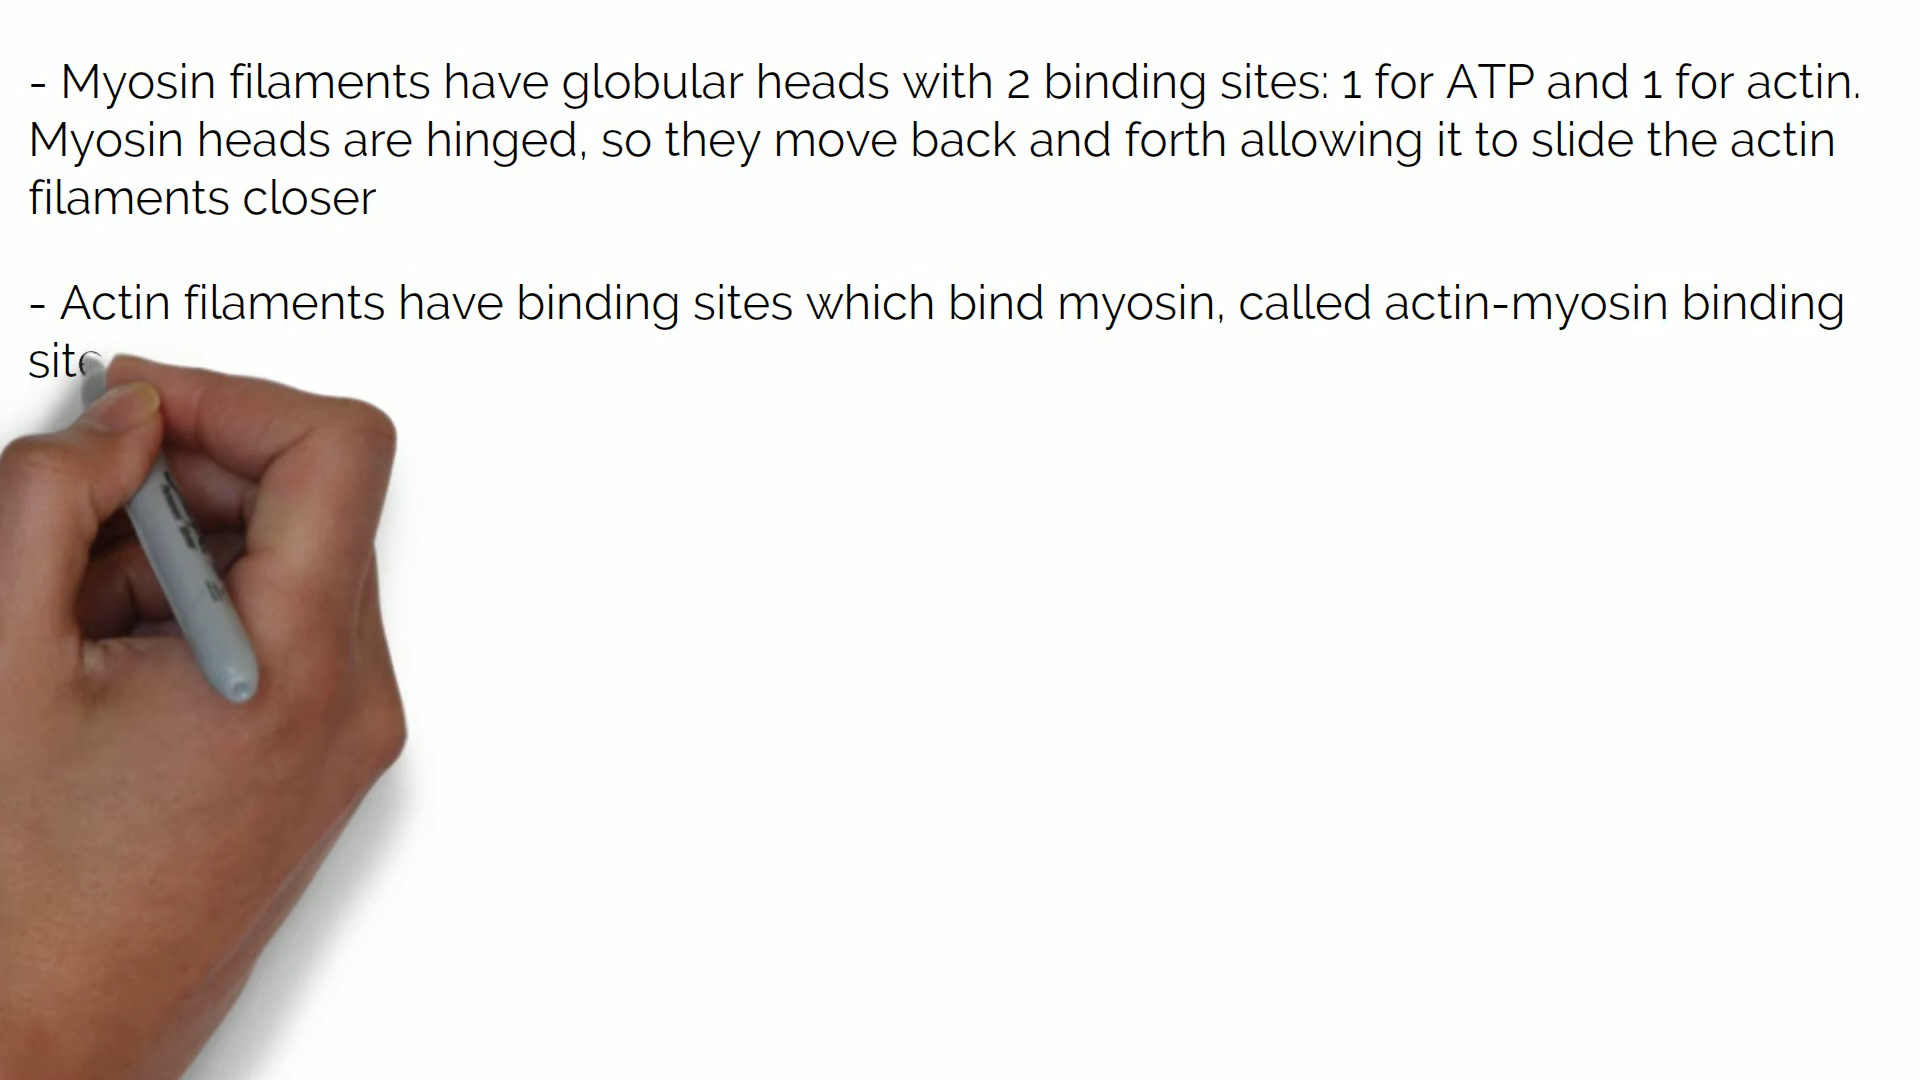 - Myosin filaments have globular heads with 2 binding sites: 1 for ATP and 1 for actin.
Myosin heads are hinged, so they move back and forth allowing it to slide the actin
filaments closer
- Actin filaments have binding sites which bind myosin, called actin-myosin binding
site